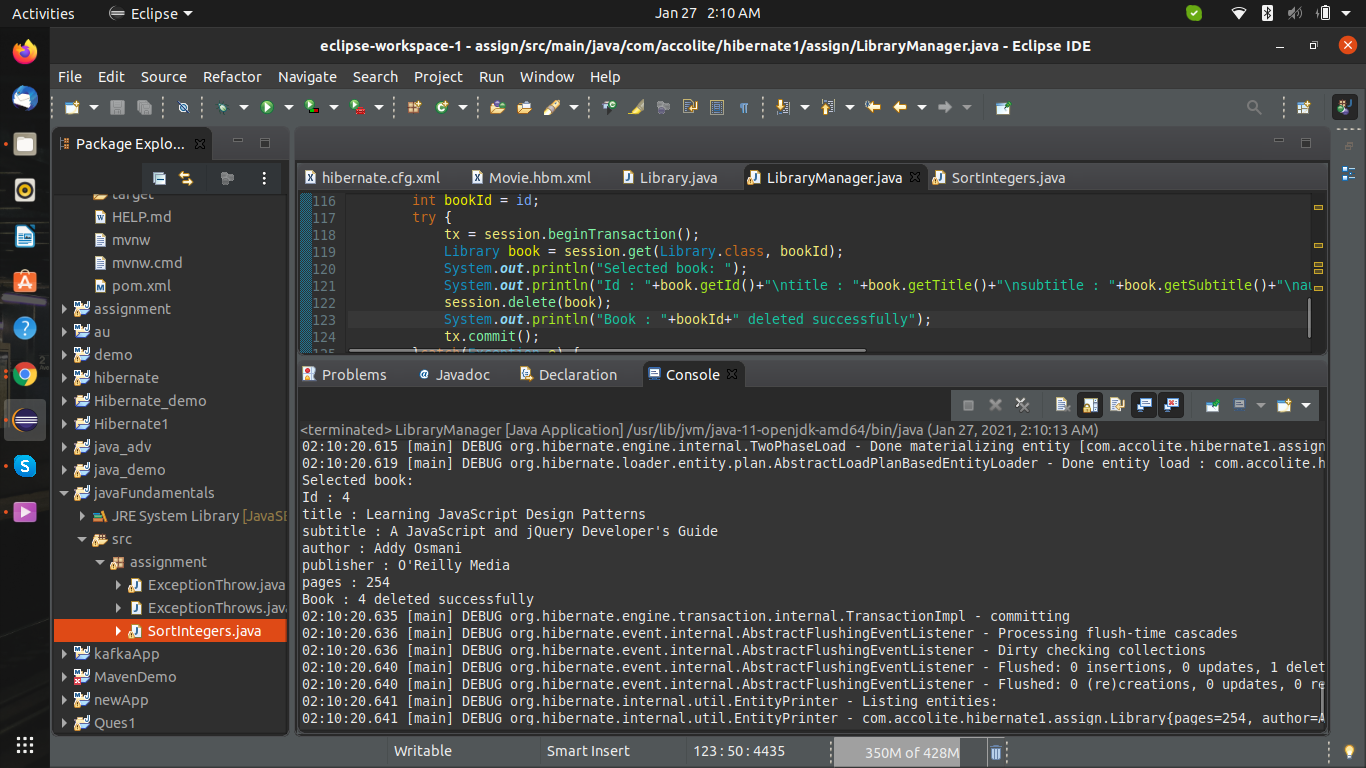 Activities
Eclipse
Jan 27 2:10 AM
eclipse-workspace-1 - assign/src/main/java/com/accolite/hibernate1/assign/LibraryManager.java - Eclipse IDE
File Edit Source Refactor Navigate Search Project Run Window Help
Package Explo...
target
HELP.md
mvnw
mvnw.cmd
pom.xml
assignment
au
demo
hibernate
Hibernate_demo
Hibernate1
java_adv
java_demo
javaFundamentals
JRE System Library [JavaSE
src
assignment
ExceptionThrow.java
ExceptionThrows.java
SortIntegers.java
kafkaApp
MavenDemo
newApp
Ques1
hibernate.cfg.xml Movie.hbm.xml Library.java LibraryManager.java SortIntegers.java
116 int bookId = id;
117 try {
118 tx = session.beginTransaction();
119 Library book = session.get(Library.class, bookId);
120 System.out.println("Selected book: ");
121 System.out.println("Id : "+book.getId()+"\ntitle : "+book.getTitle()+"\nsubtitle : "+book.getSubtitle()+"\nau
122 session.delete(book);
123 System.out.println("Book : "+bookId+" deleted successfully");
124 tx.commit();
125 }catch(Exception e) {
Problems Javadoc Declaration Console
<terminated> LibraryManager [Java Application] /usr/lib/jvm/java-11-openjdk-amd64/bin/java (Jan 27, 2021, 2:10:13 AM)
02:10:20.615 [main] DEBUG org.hibernate.engine.internal.TwoPhaseLoad - Done materializing entity [com.accolite.hibernate1.assign
02:10:20.619 [main] DEBUG org.hibernate.loader.entity.plan.AbstractLoadPlanBasedEntityLoader - Done entity load : com.accolite.h
Selected book:
Id : 4
title : Learning JavaScript Design Patterns
subtitle : A JavaScript and jQuery Developer's Guide
author : Addy Osmani
publisher : O'Reilly Media
pages : 254
Book : 4 deleted successfully
02:10:20.635 [main] DEBUG org.hibernate.engine.transaction.internal.TransactionImpl - committing
02:10:20.636 [main] DEBUG org.hibernate.event.internal.AbstractFlushingEventListener - Processing flush-time cascades
02:10:20.636 [main] DEBUG org.hibernate.event.internal.AbstractFlushingEventListener - Dirty checking collections
02:10:20.640 [main] DEBUG org.hibernate.event.internal.AbstractFlushingEventListener - Flushed: 0 insertions, 0 updates, 1 delet
02:10:20.640 [main] DEBUG org.hibernate.event.internal.AbstractFlushingEventListener - Flushed: 0 (re)creations, 0 updates, 0 re
02:10:20.641 [main] DEBUG org.hibernate.internal.util.EntityPrinter - Listing entities:
02:10:20.641 [main] DEBUG org.hibernate.internal.util.EntityPrinter - com.accolite.hibernate1.assign.Library{pages=254, author=A
Writable Smart Insert 123 : 50 : 4435 350M of 428M